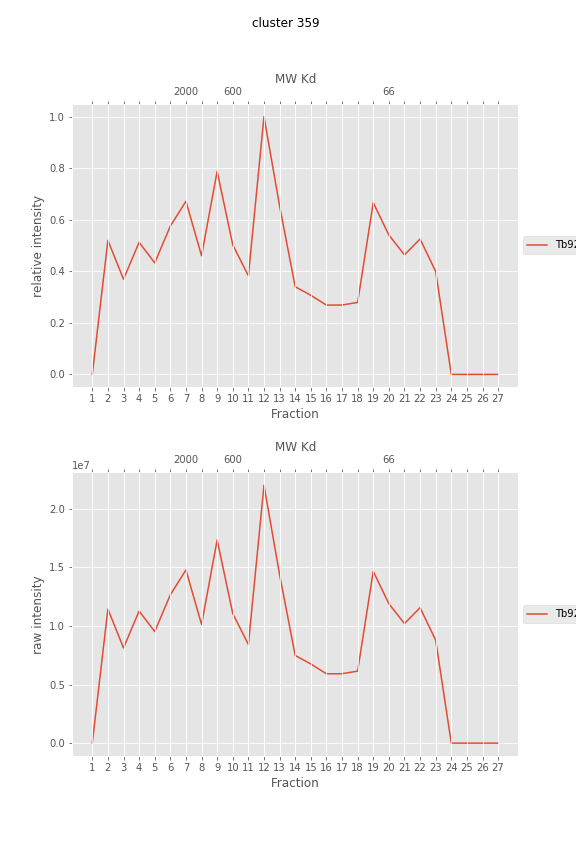 cluster 359
MW Kd
2000 600 66
1.0
0.8
0.6
0.4
0.2
0.0
relative intensity
Tb92
1 2 3 4 5 6 7 8 9 10 11 12 13 14 15 16 17 18 19 20 21 22 23 24 25 26 27
Fraction
MW Kd
2000 600 66
1e7
2.0
1.5
1.0
0.5
0.0
raw intensity
Tb92
1 2 3 4 5 6 7 8 9 10 11 12 13 14 15 16 17 18 19 20 21 22 23 24 25 26 27
Fraction